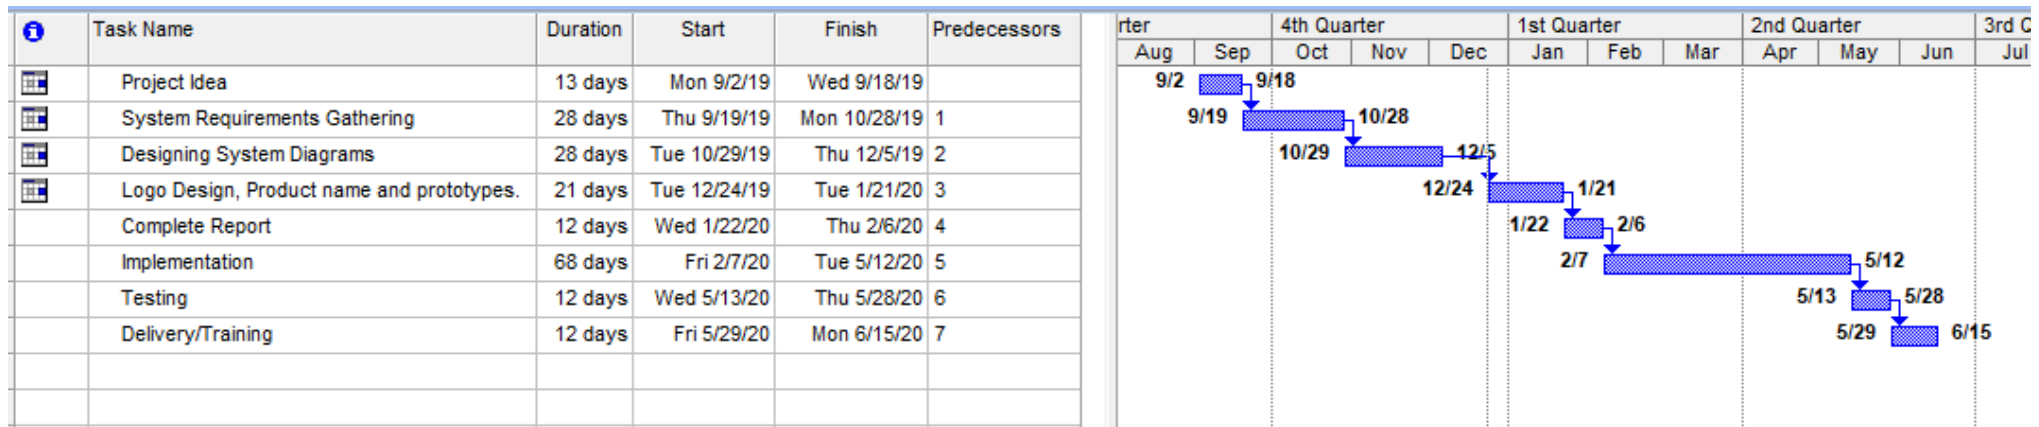 Task Name Duration Start Finish Predecessors
rter 4th Quarter 1st Quarter 2nd Quarter 3rd Q
Aug Sep Oct Nov Dec Jan Feb Mar Apr May Jun Jul
Project Idea 13 days Mon 9/2/19 Wed 9/18/19 9/2 9/18
System Requirements Gathering 28 days Thu 9/19/19 Mon 10/28/19 1 9/19 10/28
Designing System Diagrams 28 days Tue 10/29/19 Thu 12/5/19 2 10/29 12/5
Logo Design, Product name and prototypes. 21 days Tue 12/24/19 Tue 1/21/20 3 12/24 1/21
Complete Report 12 days Wed 1/22/20 Thu 2/6/20 4 1/22 2/6
Implementation 68 days Fri 2/7/20 Tue 5/12/20 5 2/7 5/12
Testing 12 days Wed 5/13/20 Thu 5/28/20 6 5/13 5/28
Delivery/Training 12 days Fri 5/29/20 Mon 6/15/20 7 5/29 6/15